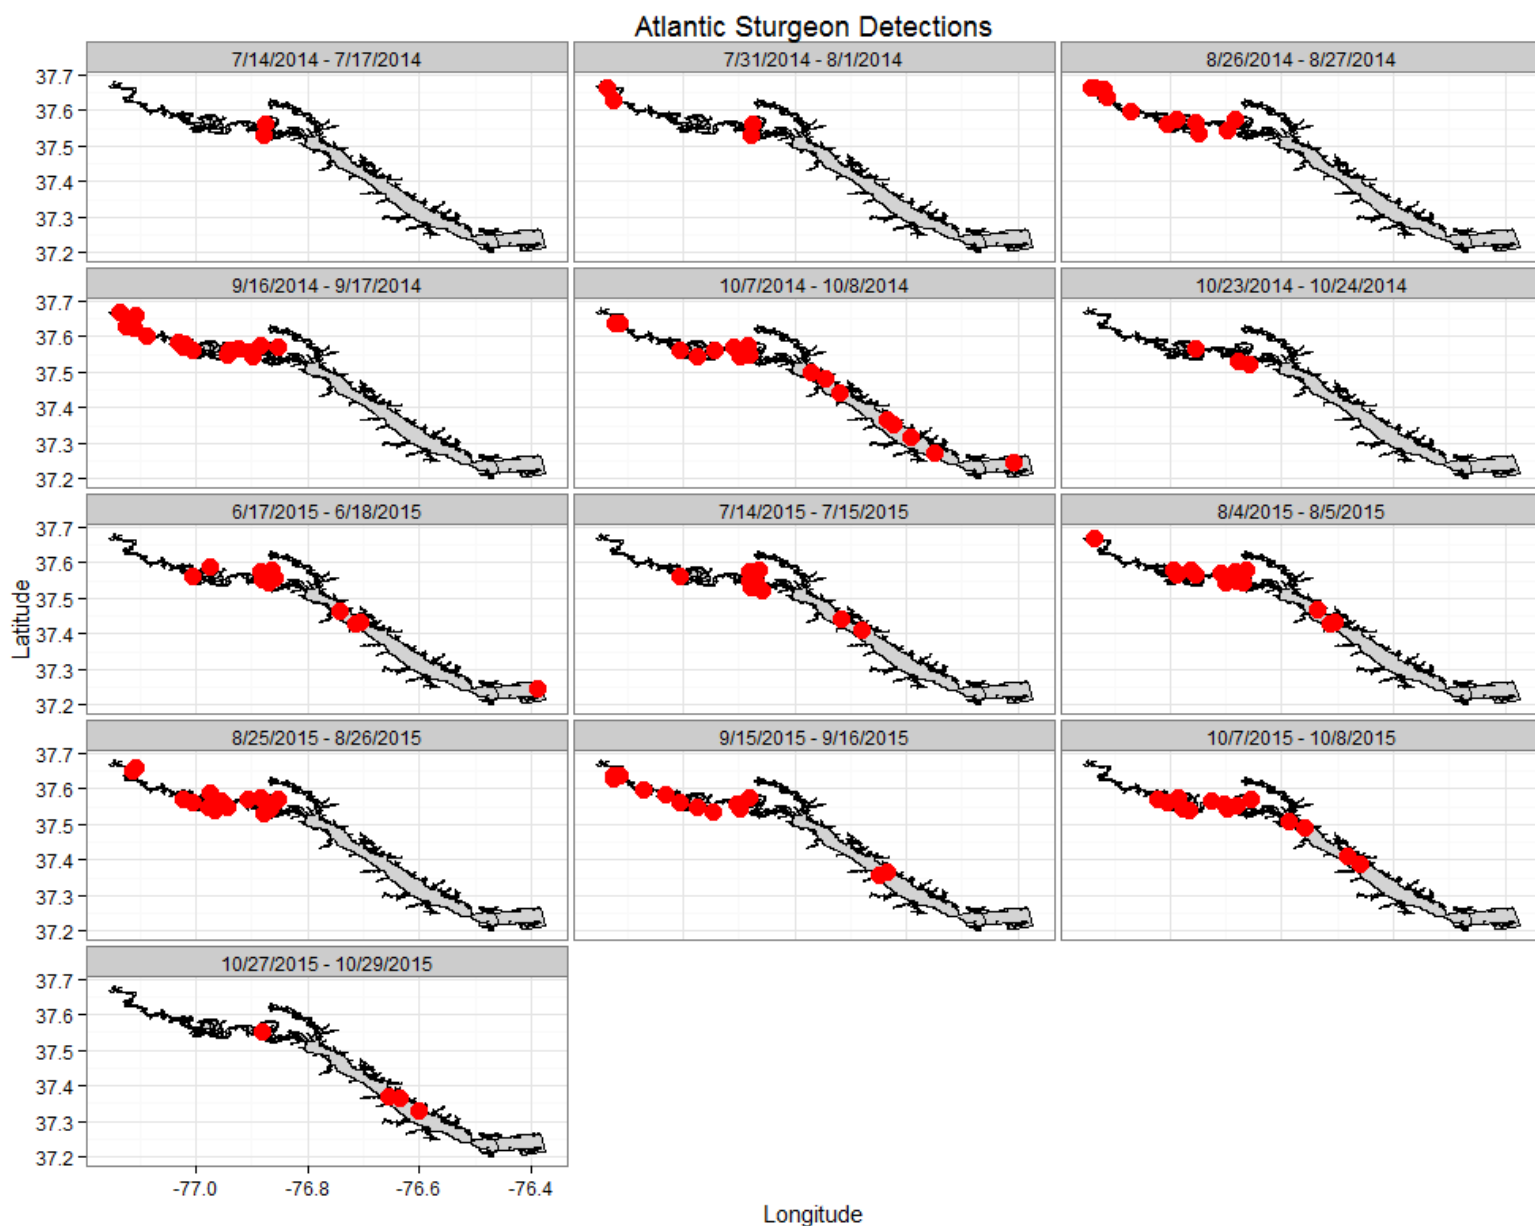 Atlantic Sturgeon Detections
7/14/2014 - 7/17/2014
7/31/2014 - 8/1/2014
8/26/2014 - 8/27/2014
37.7
37.6
37.5
37.4
37.3
37.2
9/16/2014 - 9/17/2014
10/7/2014 - 10/8/2014
10/23/2014 - 10/24/2014
37.7
37.6
37.5
37.4
37.3
37.2
6/17/2015 - 6/18/2015
7/14/2015 - 7/15/2015
8/4/2015 - 8/5/2015
37.7
37.6
37.5
37.4
37.3
37.2
Latitude
8/25/2015 - 8/26/2015
9/15/2015 - 9/16/2015
10/7/2015 - 10/8/2015
37.7
37.6
37.5
37.4
37.3
37.2
10/27/2015 - 10/29/2015
37.7
37.6
37.5
37.4
37.3
37.2
-77.0 -76.8 -76.6 -76.4
Longitude